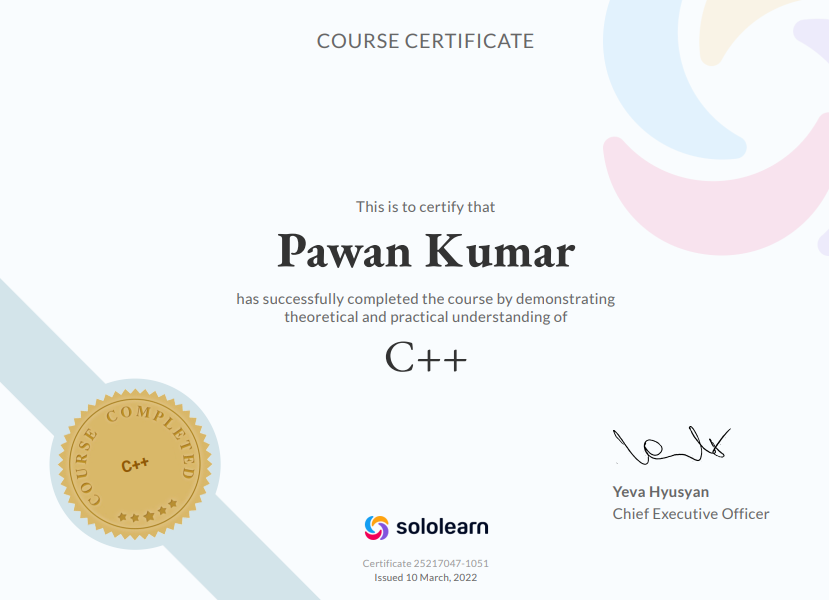 COURSE CERTIFICATE
This is to certify that
Pawan Kumar
has successfully completed the course by demonstrating
theoretical and practical understanding of
C++
COURSE COMPLETED
C++
Yeva Hyusyan
Chief Executive Officer
sololearn
Certificate 25217047-1051
Issued 10 March, 2022